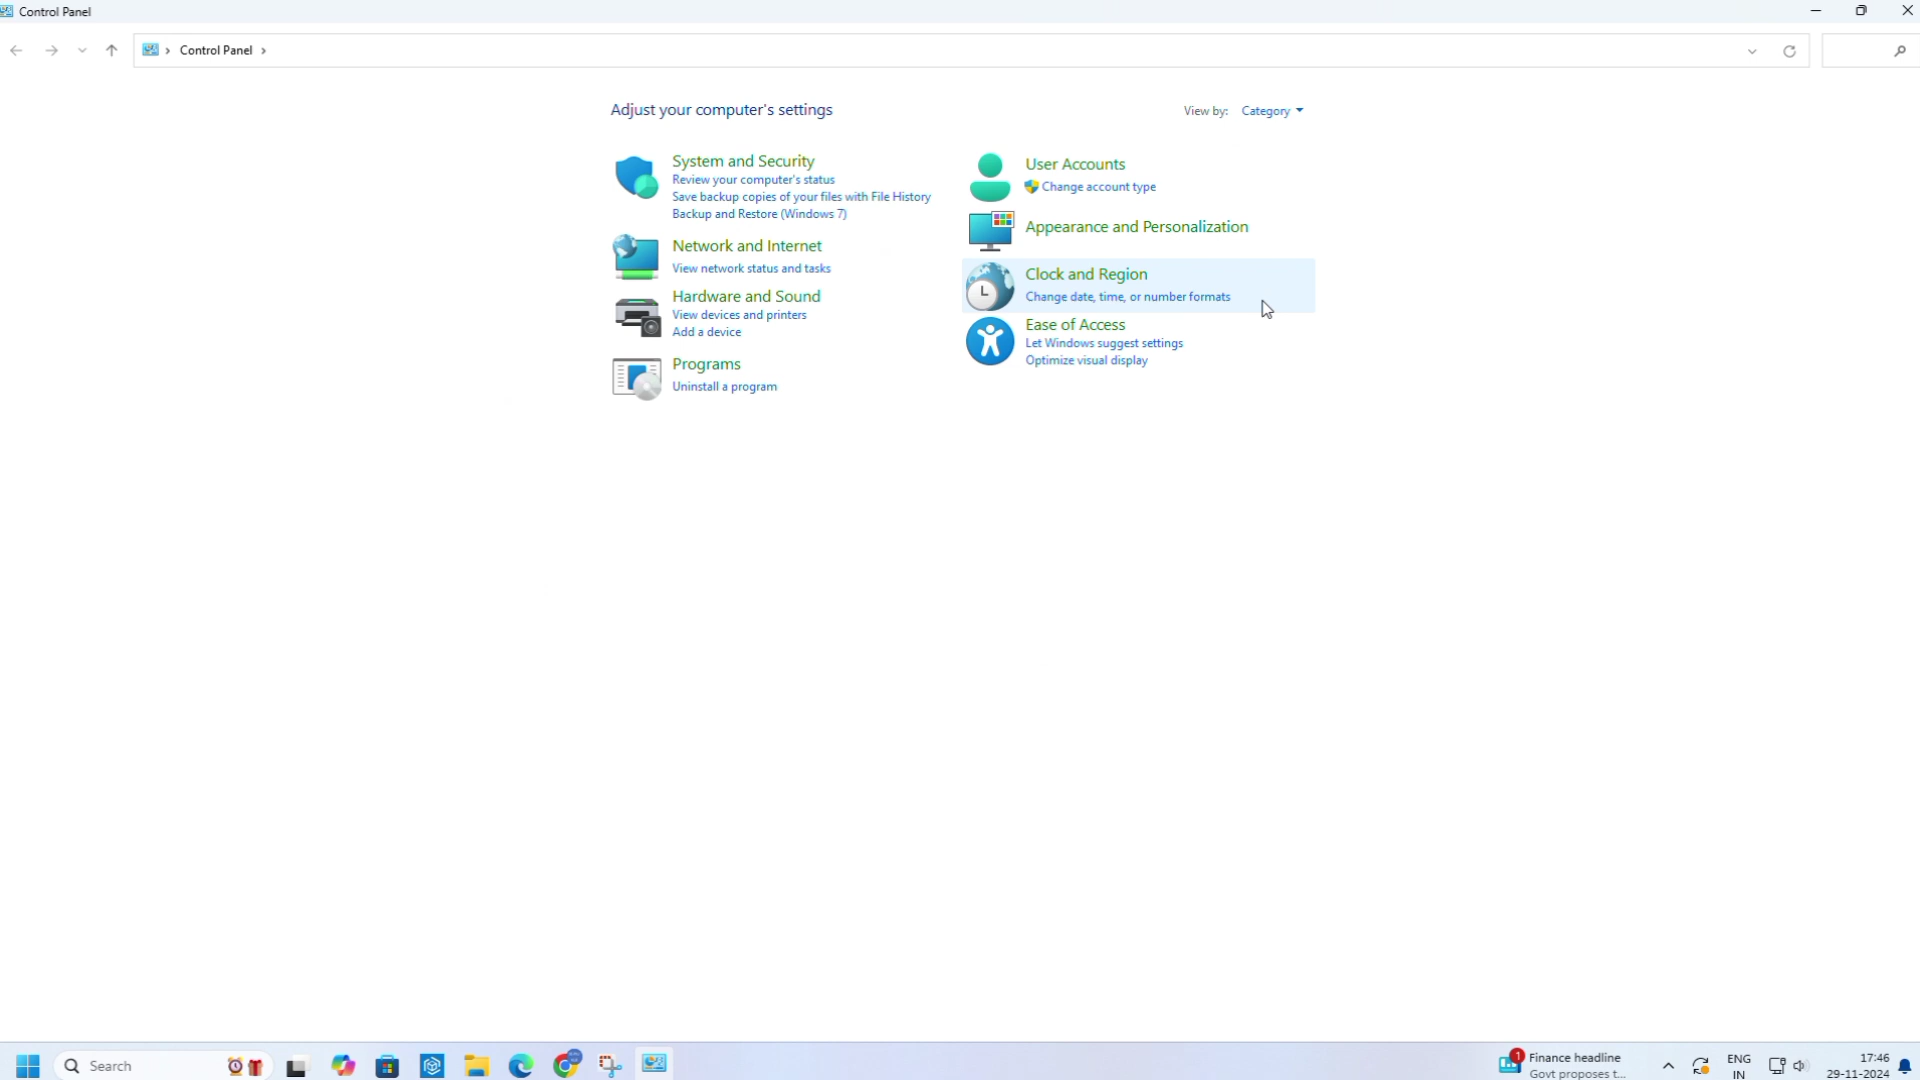 Control Panel
Control Panel
Adjust your computer's settings
View by: Category
System and Security
Review your computer's status
Save backup copies of your files with File History
Backup and Restore (Windows 7)
Network and Internet
View network status and tasks
Hardware and Sound
View devices and printers
Add a device
Programs
Uninstall a program
User Accounts
Change account type
Appearance and Personalization
Clock and Region
Change date, time, or number formats
Ease of Access
Let Windows suggest settings
Optimize visual display
Search
1
Finance headline
Govt proposes t...
ENG
IN
17:46
29-11-2024